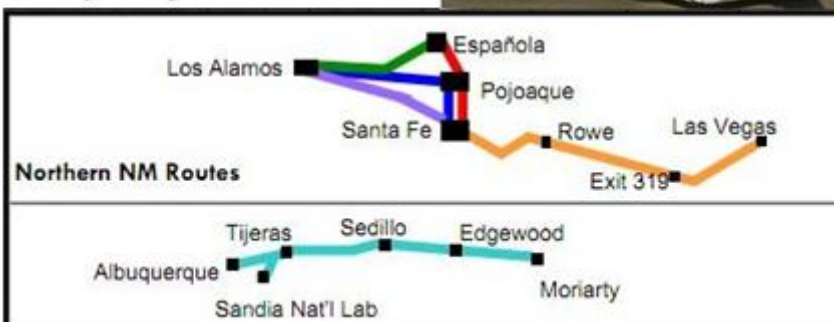 Española
Los Alamos
Pojoaque
Santa Fe
Rowe
Las Vegas
Northern NM Routes
Exit 319
Tijeras
Sedillo
Edgewood
Albuquerque
Moriarty
Sandia Nat'l Lab